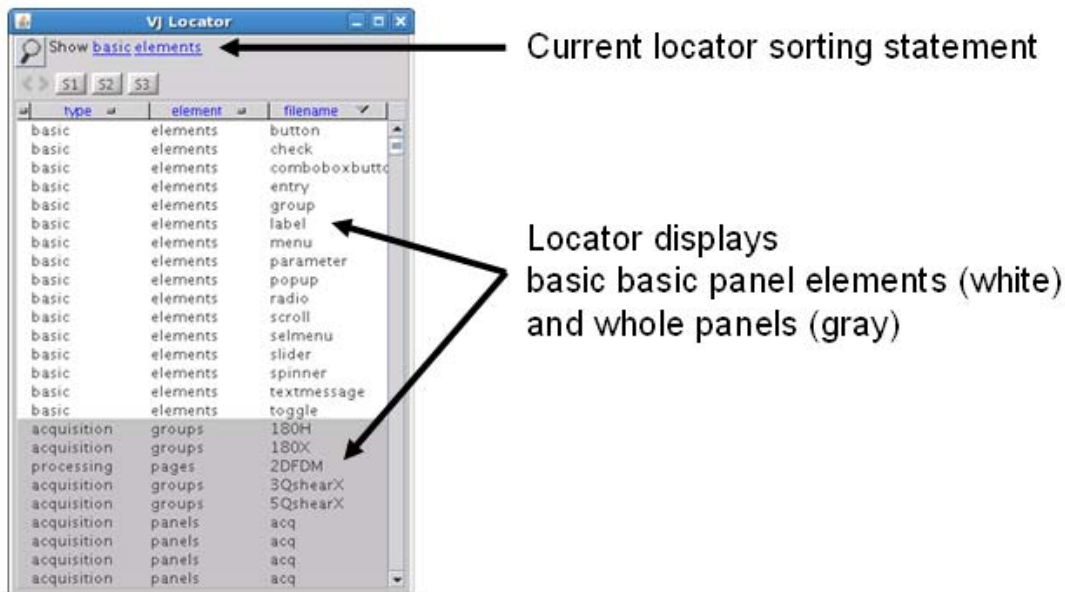 VJ Locator
Show basic elements
Current locator sorting statement
S1 S2 S3
type element filename
basic elements button
basic elements check
basic elements comboboxbutto
basic elements entry
basic elements group
basic elements label
basic elements menu
basic elements parameter
basic elements popup
basic elements radio
basic elements scroll
basic elements selmenu
basic elements slider
basic elements spinner
basic elements textmessage
basic elements toggle
acquisition groups 180H
acquisition groups 180X
processing pages 2DFDM
acquisition groups 3QshearX
acquisition groups 5QshearX
acquisition panels acq
acquisition panels acq
acquisition panels acq
acquisition panels acq
Locator displays
basic basic panel elements (white)
and whole panels (gray)